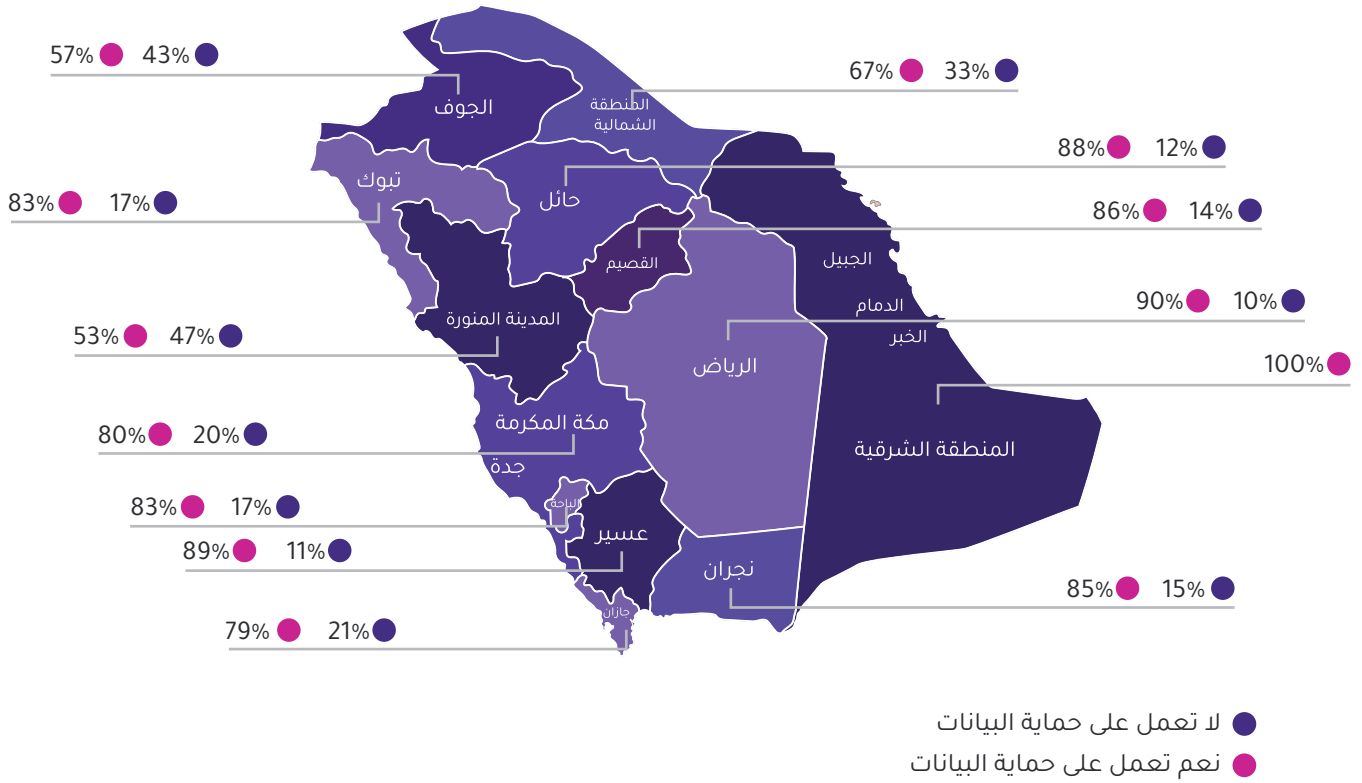 57% 43%
67% 33%
الجوف
المنطقة
الشمالية
88% 12%
تبوك
حائل
83% 17%
86% 14%
القصيم
الجبيل
90% 10%
الدمام
المدينة المنورة
53% 47%
الخبر
الرياض
100%
مكة المكرمة
80% 20%
المنطقة الشرقية
جدة
83% 17%
الباحة
عسير
89% 11%
نجران
85% 15%
جازان
79% 21%
لا تعمل على حماية البيانات
نعم تعمل على حماية البيانات